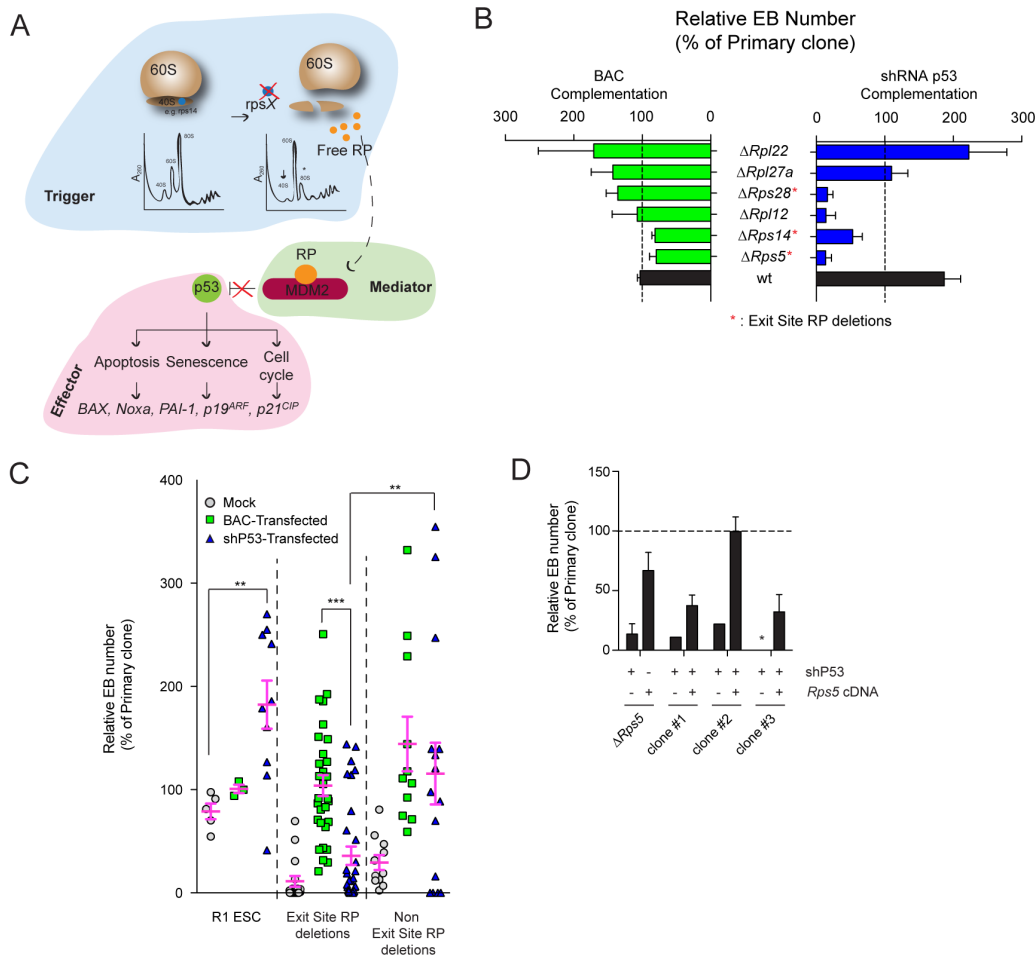 A
60S
40S
e.g. rps14
rpsX
60S
Free RP
A260
40S
60S
80S
A260
40S
60S
*
80S
Trigger
RP
MDM2
Mediator
p53
Apoptosis Senescence Cell cycle
BAX, Noxa, PAI-1, p19ARF, p21CIP
Effector
B
Relative EB Number
(% of Primary clone)
BAC
Complementation
shRNA p53
Complementation
300 200 100 0
0 100 200 300
ΔRpl22
ΔRpl27a
ΔRps28*
ΔRpl12
ΔRps14*
ΔRps5*
wt
* : Exit Site RP deletions
C
Relative EB number
(% of Primary clone)
400
300
200
100
0
Mock
BAC-Transfected
shP53-Transfected
**
***
**
R1 ESC
Exit Site RP
deletions
Non
Exit Site RP
deletions
D
Relative EB number
(% of Primary clone)
150
100
50
0
*
+ - + + + + + + shP53
- + - + - + - + Rps5 cDNA
ΔRps5
clone #1
clone #2
clone #3